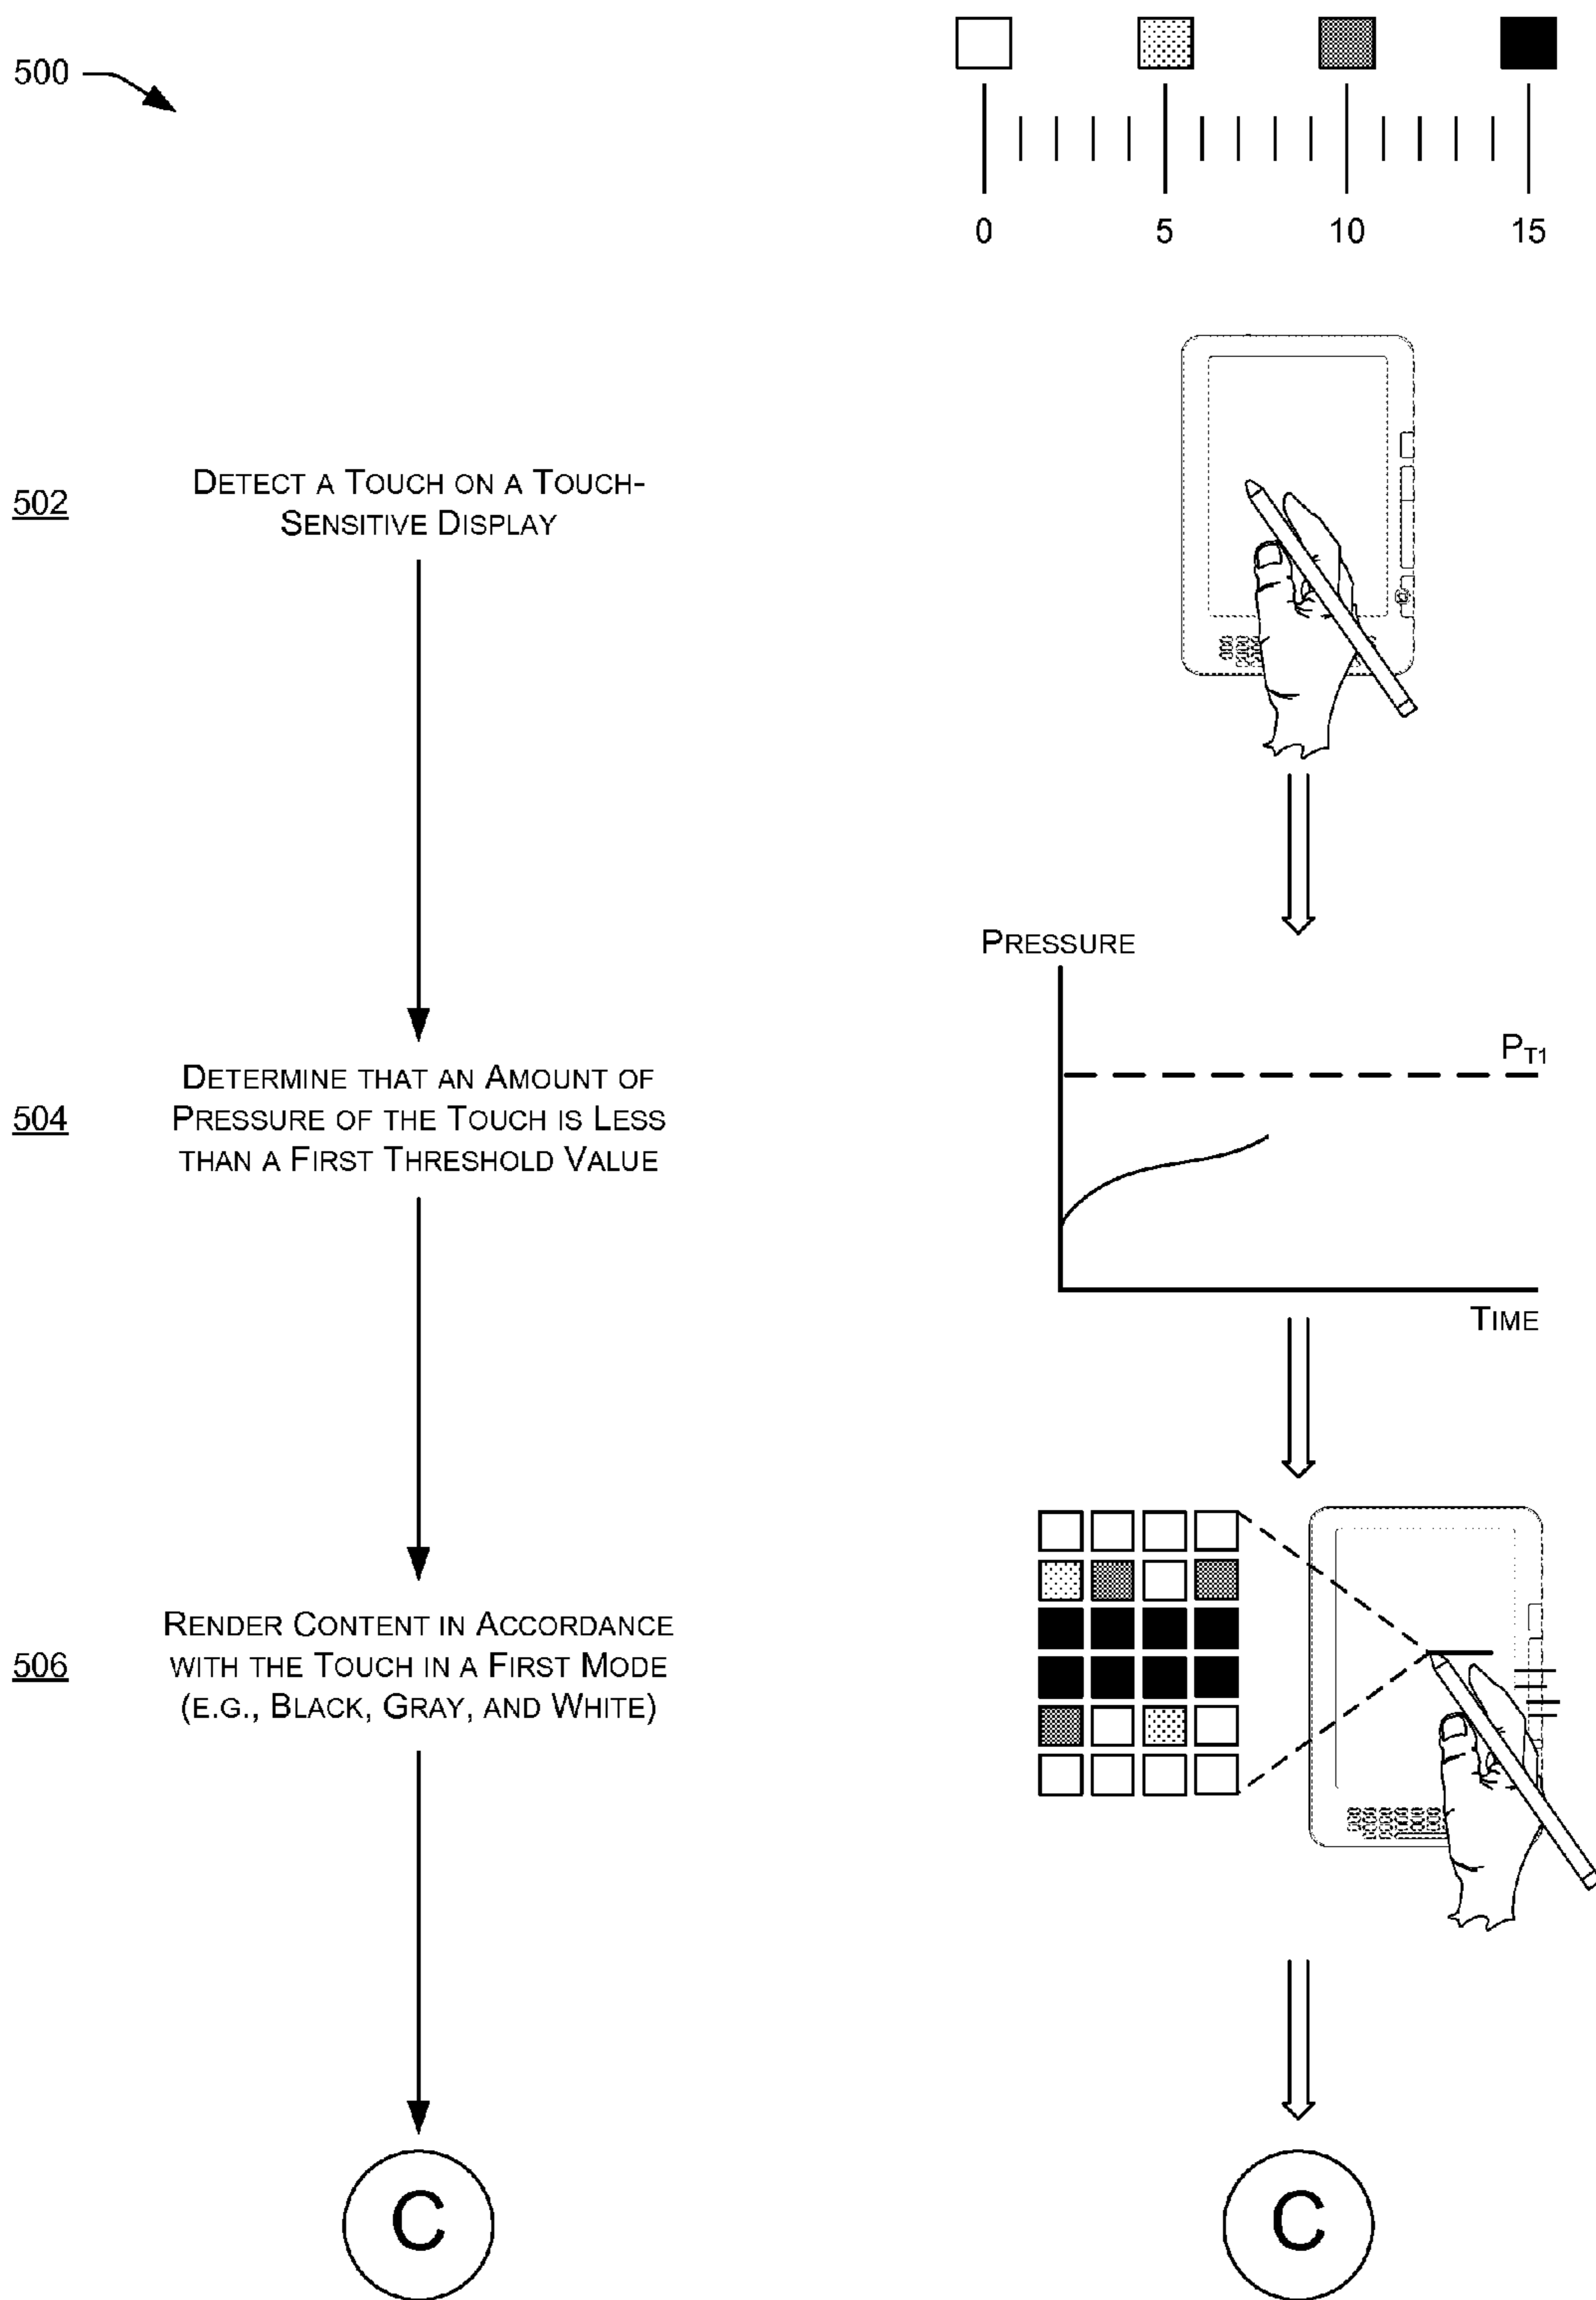 500
0 5 10 15
502
DETECT A TOUCH ON A TOUCH-
SENSITIVE DISPLAY
PRESSURE
PT1
TIME
504
DETERMINE THAT AN AMOUNT OF
PRESSURE OF THE TOUCH IS LESS
THAN A FIRST THRESHOLD VALUE
506
RENDER CONTENT IN ACCORDANCE
WITH THE TOUCH IN A FIRST MODE
(E.G., BLACK, GRAY, AND WHITE)
C
C